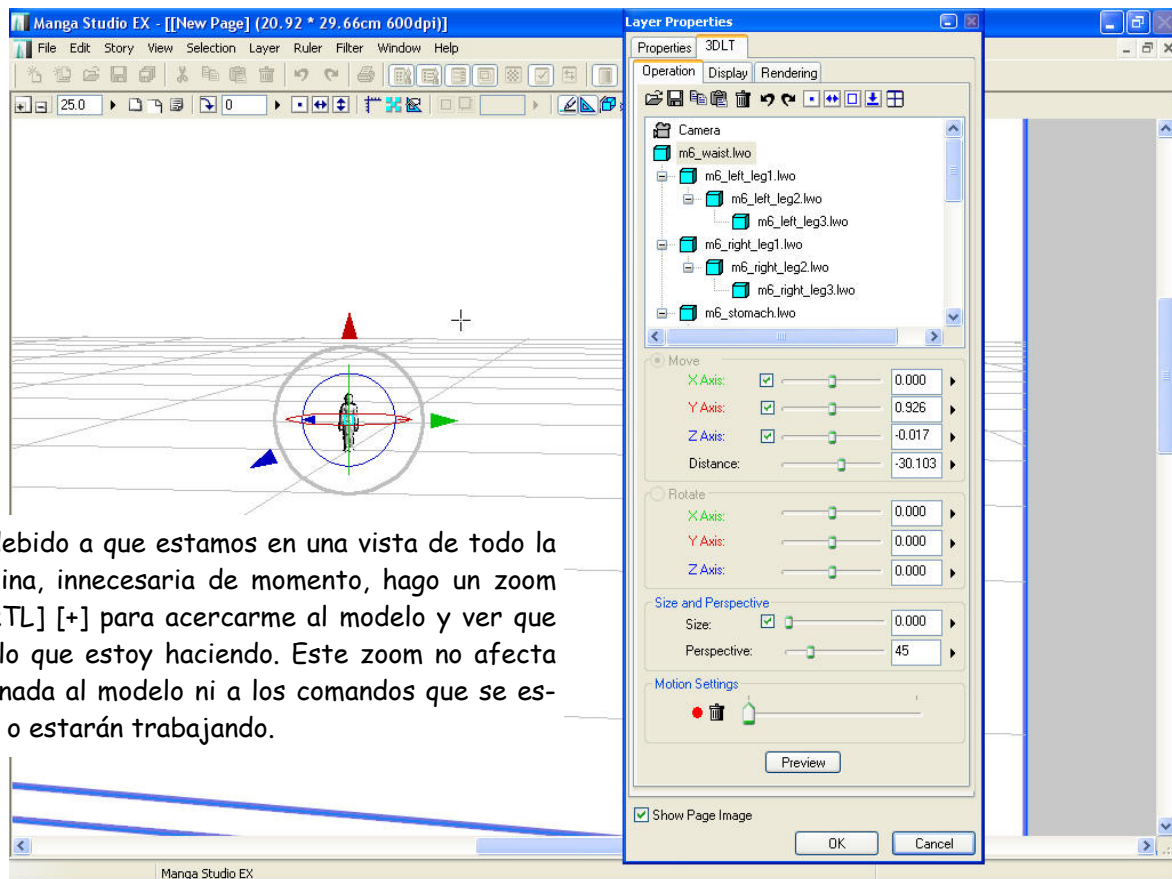 Manga Studio EX - [[New Page] (20.92 * 29.66cm 600dpi)]
File Edit Story View Selection Layer Ruler Filter Window Help
25.0
0
Layer Properties
Properties 3DLT
Operation Display Rendering
Camera
m6_waist.lwo
m6_left_leg1.lwo
m6_left_leg2.lwo
m6_left_leg3.lwo
m6_right_leg1.lwo
m6_right_leg2.lwo
m6_right_leg3.lwo
m6_stomach.lwo
Move
X Axis: 0.000
Y Axis: 0.926
Z Axis: -0.017
Distance: -30.103
Rotate
X Axis: 0.000
Y Axis: 0.000
Z Axis: 0.000
Size and Perspective
Size: 0.000
Perspective: 45
Motion Settings
Preview
Show Page Image
OK Cancel
debido a que estamos en una vista de todo la
ina, innecesaria de momento, hago un zoom
TL] [+] para acercarme al modelo y ver que
lo que estoy haciendo. Este zoom no afecta
nada al modelo ni a los comandos que se es-
o estarán trabajando.
Manga Studio EX